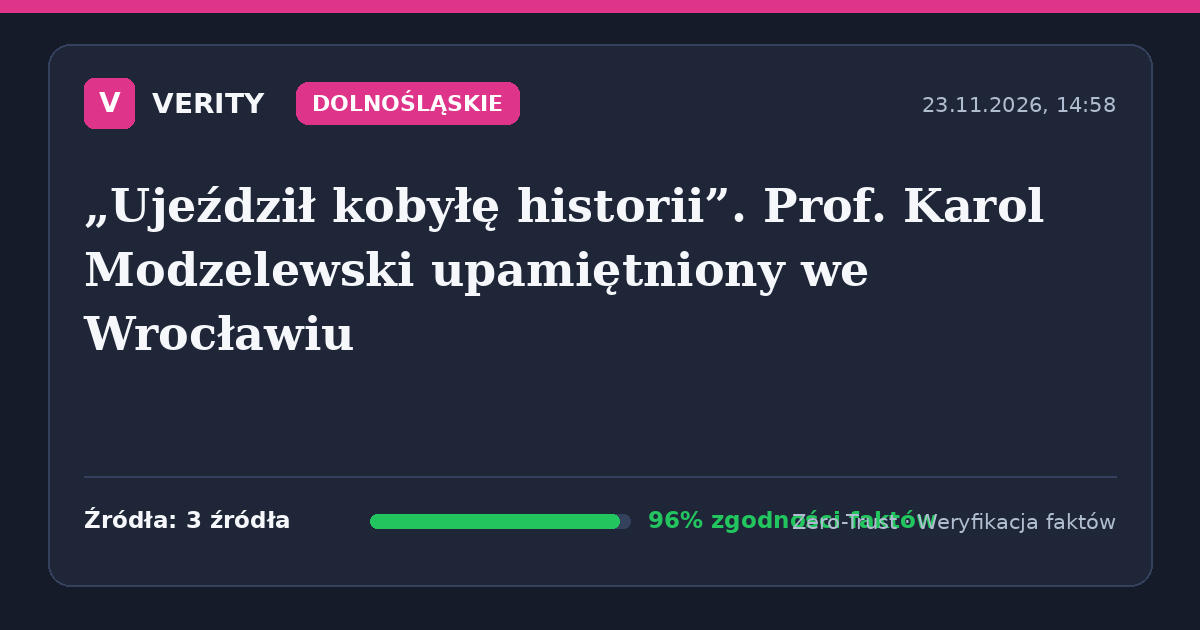 V VERITY DOLNOŚLĄSKIE 23.11.2026, 14:58
„Ujeździł kobyłę historii”. Prof. Karol
Modzelewski upamiętniony we
Wrocławiu
Źródła: 3 źródła 96% zgodności faktów Zero-Trust · Weryfikacja faktów